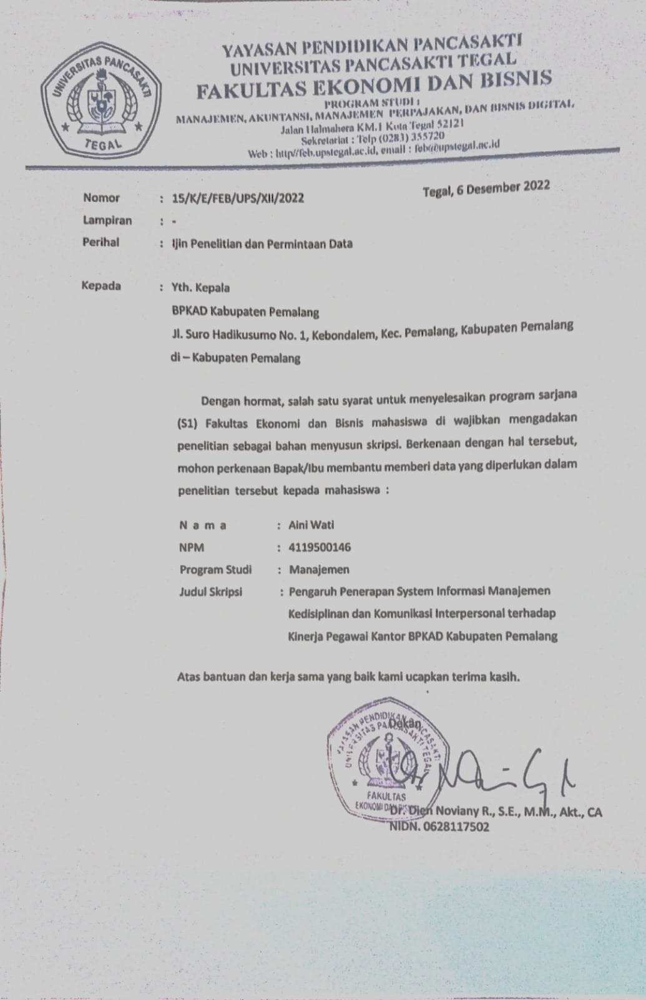 UNIVERSITAS PANCASAKTI
TEGAL
YAYASAN PENDIDIKAN PANCASAKTI
UNIVERSITAS PANCASAKTI TEGAL
FAKULTAS EKONOMI DAN BISNIS
PROGRAM STUDI :
MANAJEMEN, AKUNTANSI, MANAJEMEN PERPAJAKAN, DAN BISNIS DIGITAL
Jalan Halmahera KM.1 Kota Tegal 52121
Sekretariat : Telp (0283) 355720
Web : http//feb.upstegal.ac.id, email : feb@upstegal.ac.id
Tegal, 6 Desember 2022
Nomor : 15/K/E/FEB/UPS/XII/2022
Lampiran : -
Perihal : Ijin Penelitian dan Permintaan Data
Kepada : Yth. Kepala
BPKAD Kabupaten Pemalang
Jl. Suro Hadikusumo No. 1, Kebondalem, Kec. Pemalang, Kabupaten Pemalang
di – Kabupaten Pemalang
Dengan hormat, salah satu syarat untuk menyelesaikan program sarjana
(S1) Fakultas Ekonomi dan Bisnis mahasiswa di wajibkan mengadakan
penelitian sebagai bahan menyusun skripsi. Berkenaan dengan hal tersebut,
mohon perkenaan Bapak/Ibu membantu memberi data yang diperlukan dalam
penelitian tersebut kepada mahasiswa :
N a m a : Aini Wati
NPM : 4119500146
Program Studi : Manajemen
Judul Skripsi : Pengaruh Penerapan System Informasi Manajemen
Kedisiplinan dan Komunikasi Interpersonal terhadap
Kinerja Pegawai Kantor BPKAD Kabupaten Pemalang
Atas bantuan dan kerja sama yang baik kami ucapkan terima kasih.
Dekan
YAYASAN PENDIDIKAN PANCASAKTI
UNIVERSITAS PANCASAKTI TEGAL
FAKULTAS
EKONOMI DAN BISNIS
Dr. Dien Noviany R., S.E., M.M., Akt., CA
NIDN. 0628117502